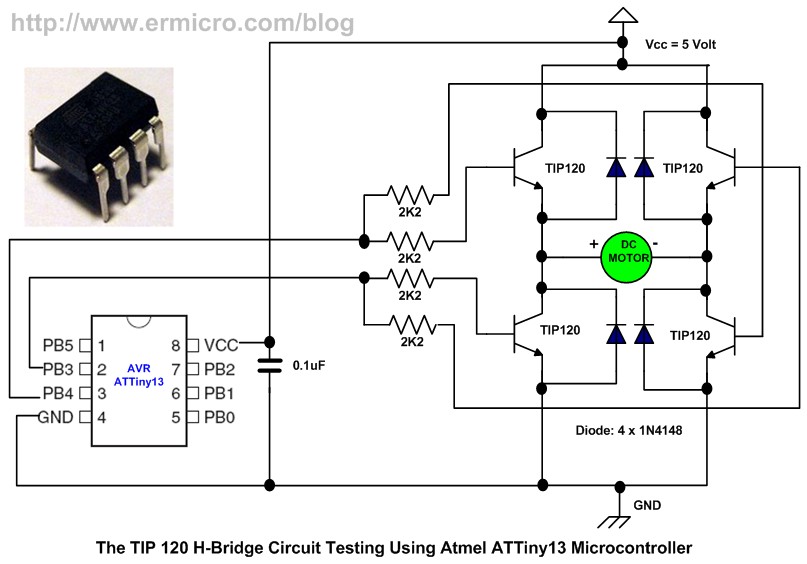 http://www.ermicro.com/blog
Vcc = 5 Volt
TIP120
TIP120
2K2
2K2
2K2
2K2
+
DC
MOTOR
-
TIP120
TIP120
PB5
1
8
VCC
PB3
2
AVR
ATTiny13
7
PB2
PB4
3
6
PB1
GND
4
5
PB0
0.1uF
Diode: 4 x 1N4148
GND
The TIP 120 H-Bridge Circuit Testing Using Atmel ATTiny13 Microcontroller